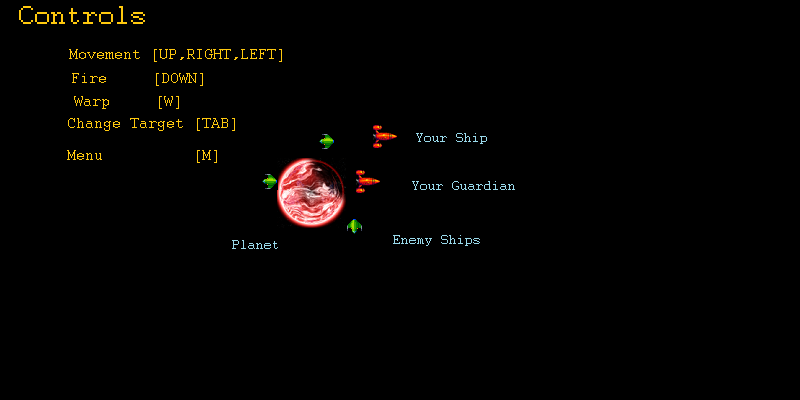 Controls
Movement [UP,RIGHT,LEFT]
Fire [DOWN]
Warp [W]
Change Target [TAB]
Menu [M]
Your Ship
Your Guardian
Enemy Ships
Planet